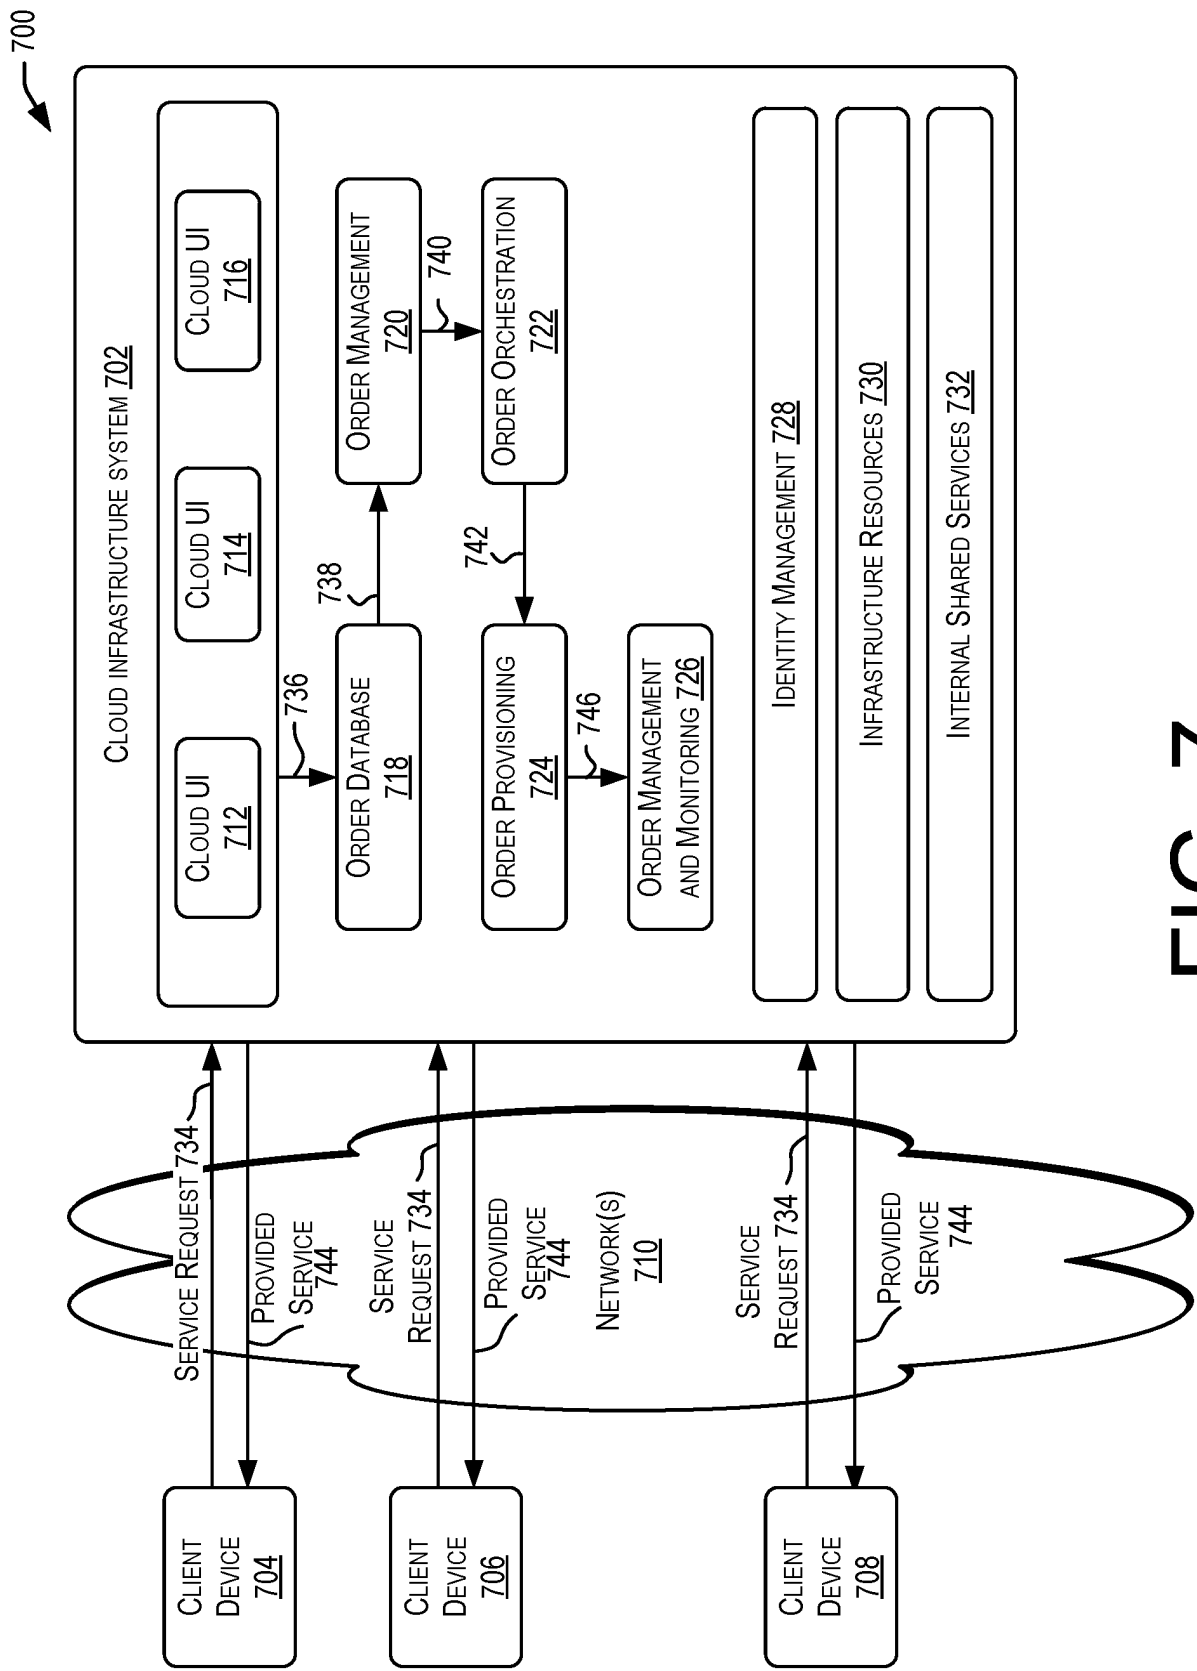 700
CLOUD INFRASTRUCTURE SYSTEM 702
CLOUD UI
712
CLOUD UI
714
CLOUD UI
716
736
ORDER DATABASE
718
738
ORDER MANAGEMENT
720
740
ORDER ORCHESTRATION
722
742
ORDER PROVISIONING
724
746
ORDER MANAGEMENT
AND MONITORING 726
IDENTITY MANAGEMENT 728
INFRASTRUCTURE RESOURCES 730
INTERNAL SHARED SERVICES 732
SERVICE REQUEST 734
PROVIDED
SERVICE
744
SERVICE
REQUEST 734
PROVIDED
SERVICE
744
NETWORK(S)
710
SERVICE
REQUEST 734
PROVIDED
SERVICE
744
CLIENT
DEVICE
704
CLIENT
DEVICE
706
CLIENT
DEVICE
708
FIG. 7